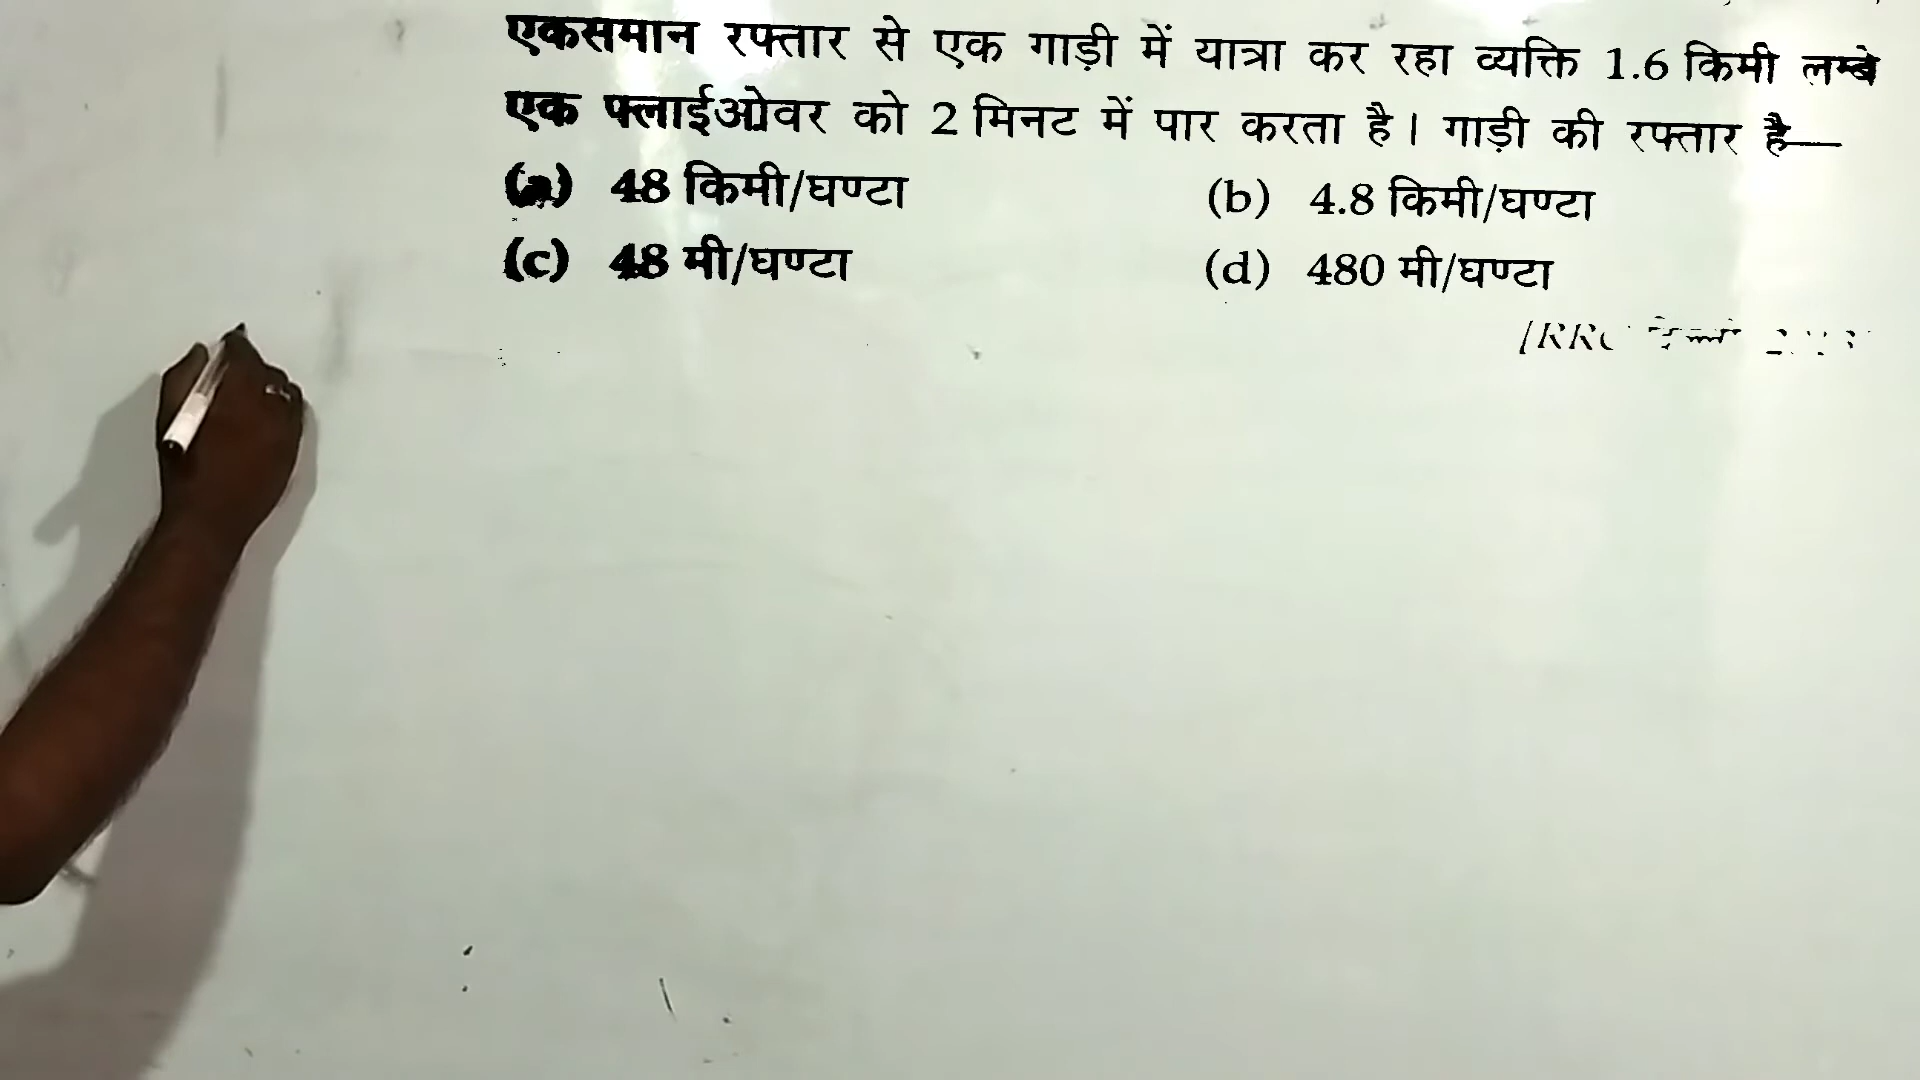 एकसमान रफ्तार से एक गाड़ी में यात्रा कर रहा व्यक्ति 1.6 किमी लम्बे
एक फ्लाईओवर को 2 मिनट में पार करता है। गाड़ी की रफ्तार है—
(a) 48 किमी/घण्टा (b) 4.8 किमी/घण्टा
(c) 48 मी/घण्टा (d) 480 मी/घण्टा
[RRC